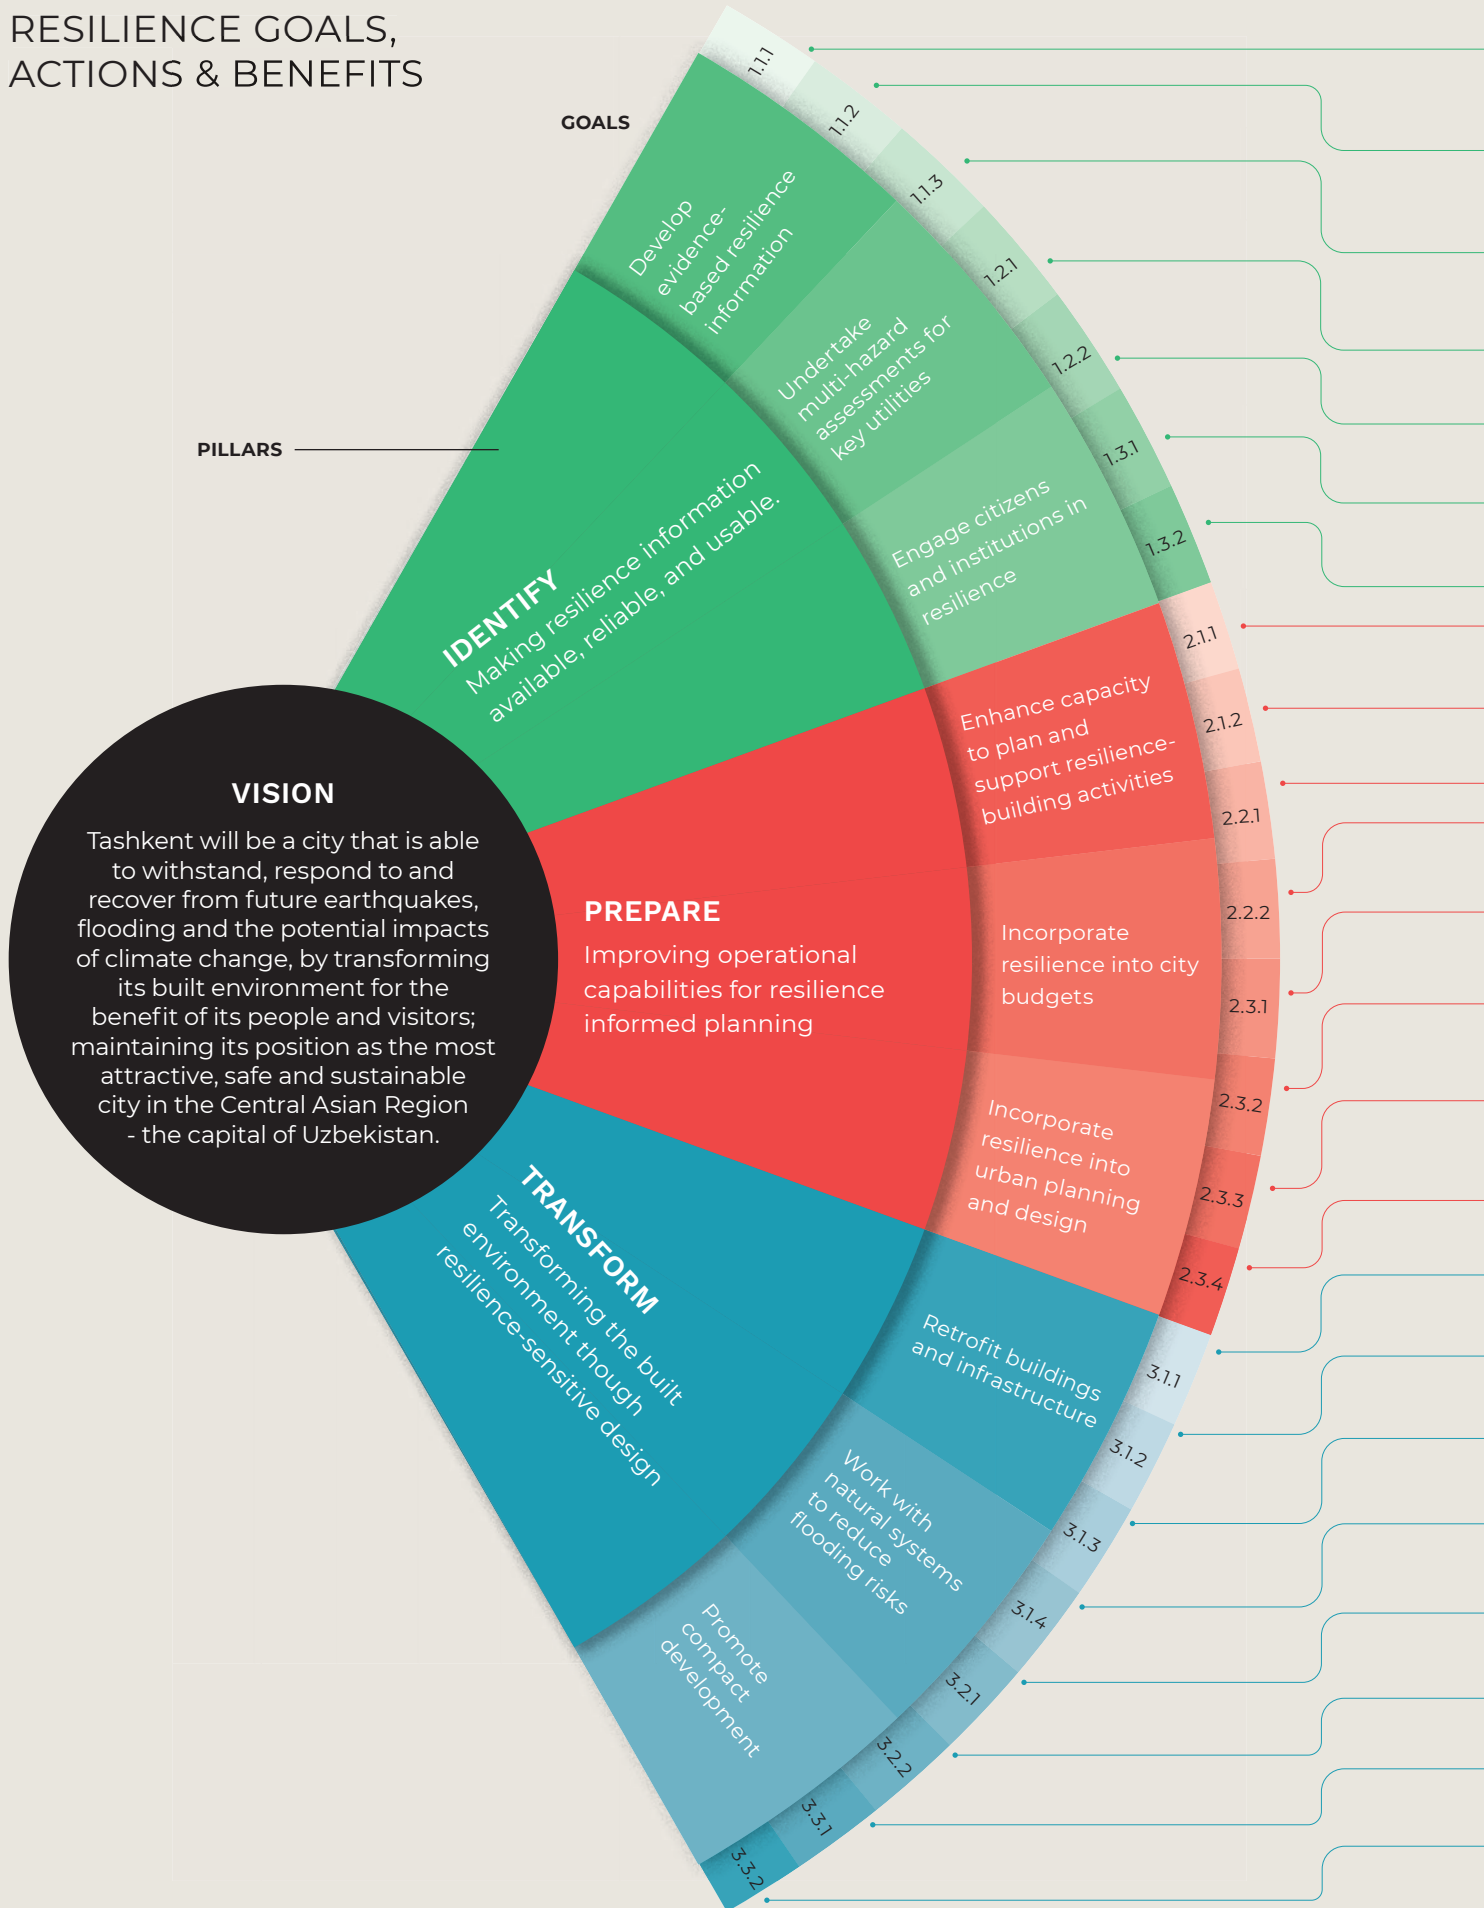 RESILIENCE GOALS,
ACTIONS & BENEFITS
GOALS
PILLARS
VISION
Tashkent will be a city that is able
to withstand, respond to and
recover from future earthquakes,
flooding and the potential impacts
of climate change, by transforming
its built environment for the
benefit of its people and visitors;
maintaining its position as the most
attractive, safe and sustainable
city in the Central Asian Region
- the capital of Uzbekistan.
IDENTIFY
Making resilience information
available, reliable, and usable.
Develop
evidence-
based resilience
information
Undertake
multi-hazard
assessments for
key utilities
Engage citizens
and institutions in
resilience
1.1.1
1.1.2
1.1.3
1.2.1
1.2.2
1.3.1
1.3.2
PREPARE
Improving operational
capabilities for resilience
informed planning
Enhance capacity
to plan and
support resilience-
building activities
Incorporate
resilience into city
budgets
Incorporate
resilience into
urban planning
and design
2.1.1
2.1.2
2.2.1
2.2.2
2.3.1
2.3.2
2.3.3
2.3.4
TRANSFORM
Transforming the built
environment though
resilience-sensitive design
Retrofit buildings
and infrastructure
Work with
natural systems
to reduce
flooding risks
Promote
compact
development
3.1.1
3.1.2
3.1.3
3.1.4
3.2.1
3.2.2
3.3.1
3.3.2